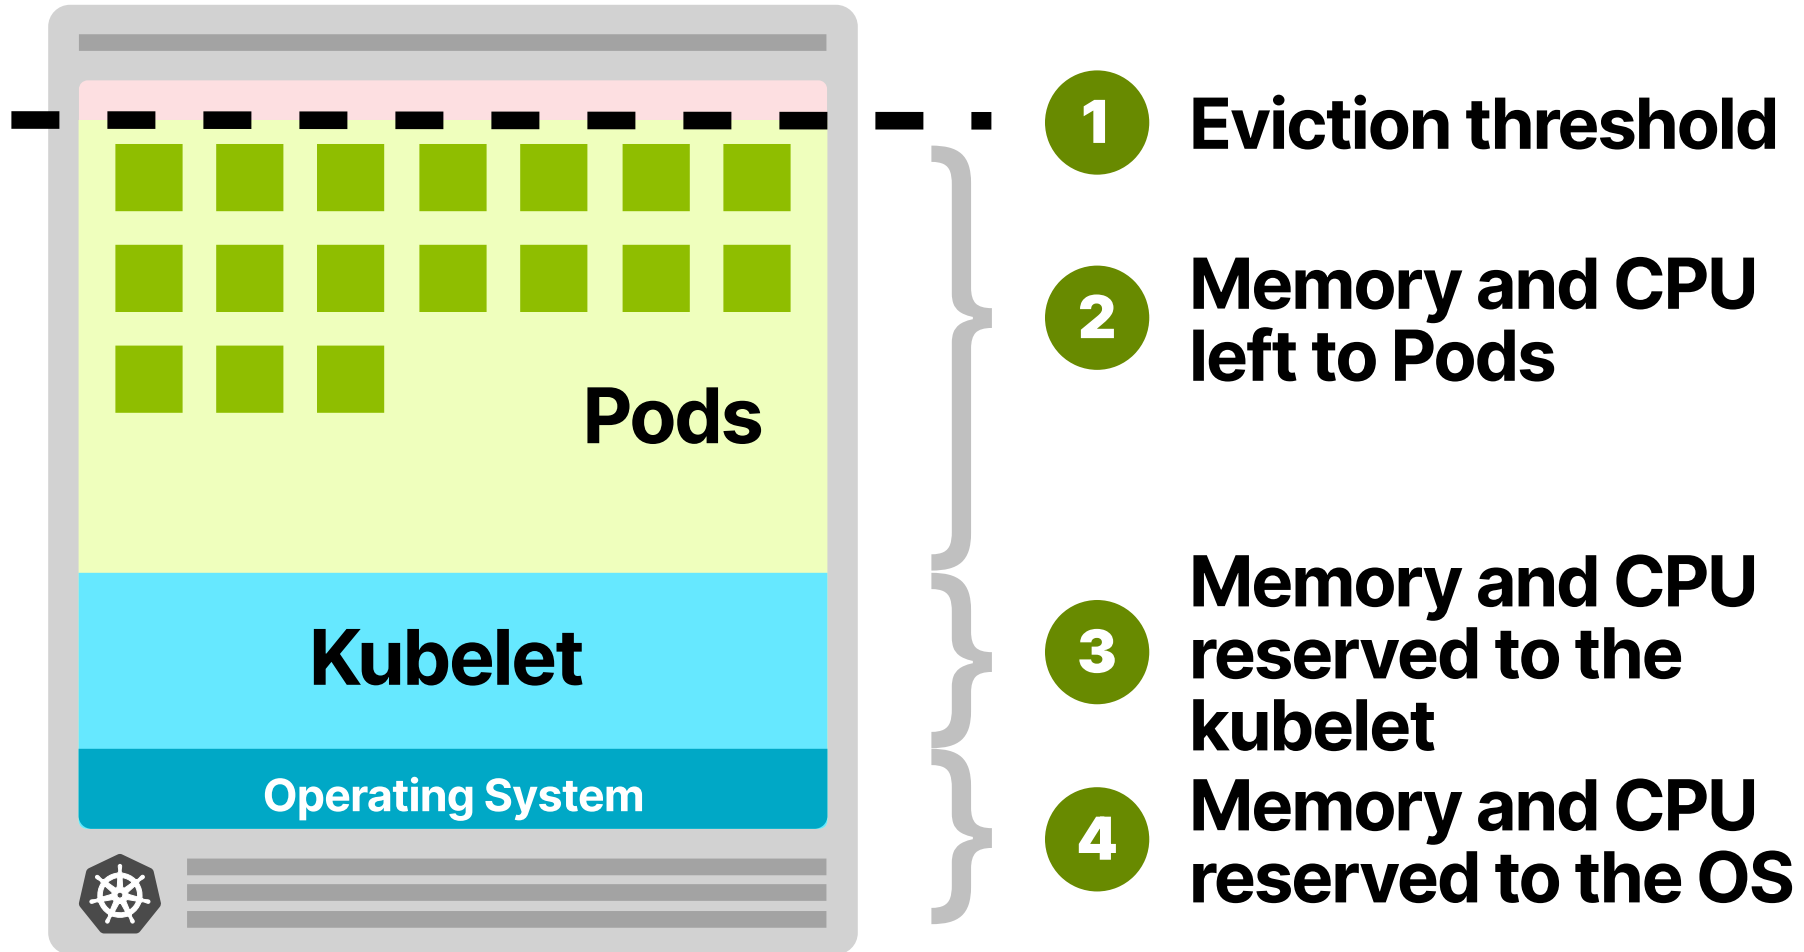 1 Eviction threshold
2 Memory and CPU
left to Pods
Pods
3 Memory and CPU
reserved to the
kubelet
Kubelet
4 Memory and CPU
reserved to the OS
Operating System